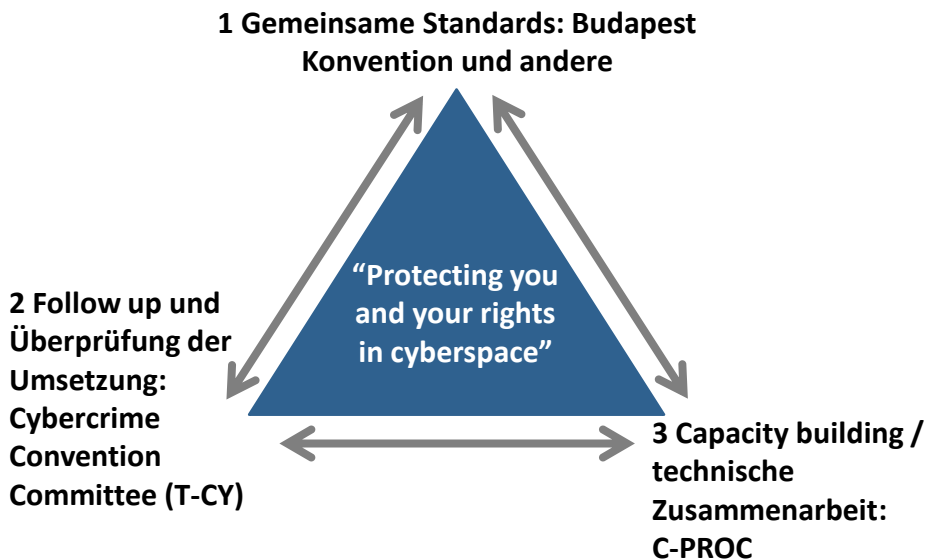 1 Gemeinsame Standards: Budapest
Konvention und andere
“Protecting you
and your rights
in cyberspace”
2 Follow up und
Überprüfung der
Umsetzung:
Cybercrime
Convention
Committee (T-CY)
3 Capacity building /
technische
Zusammenarbeit:
C-PROC